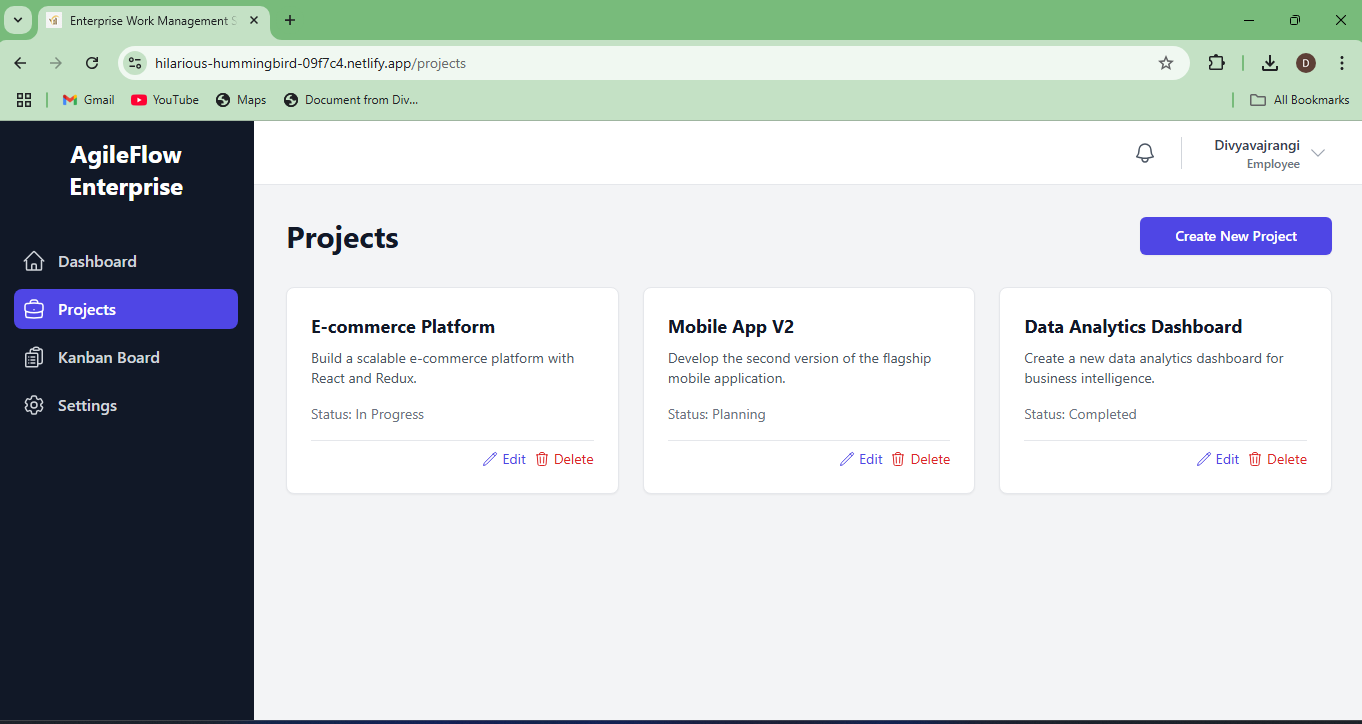 Enterprise Work Management S
hilarious-hummingbird-09f7c4.netlify.app/projects
D
Gmail
YouTube
Maps
Document from Div...
All Bookmarks
AgileFlow
Enterprise
Dashboard
Projects
Kanban Board
Settings
Divyavajrangi
Employee
Projects
Create New Project
E-commerce Platform
Build a scalable e-commerce platform with
React and Redux.
Status: In Progress
Edit Delete
Mobile App V2
Develop the second version of the flagship
mobile application.
Status: Planning
Edit Delete
Data Analytics Dashboard
Create a new data analytics dashboard for
business intelligence.
Status: Completed
Edit Delete